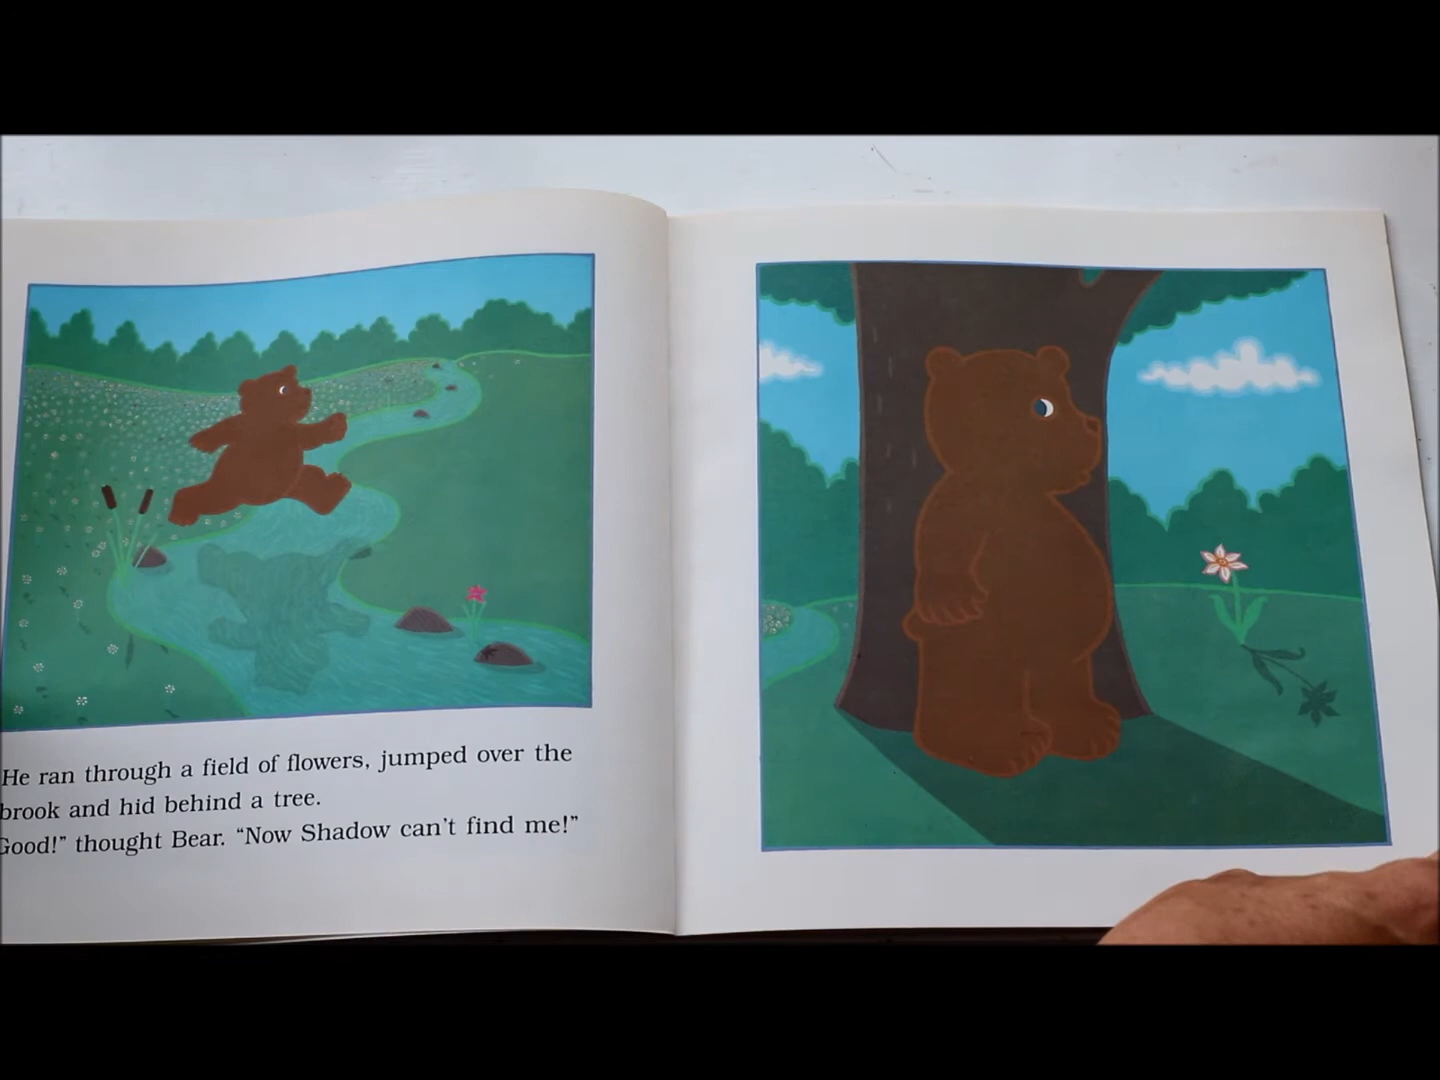 He ran through a field of flowers, jumped over the
brook and hid behind a tree.
Good!” thought Bear. “Now Shadow can't find me!”